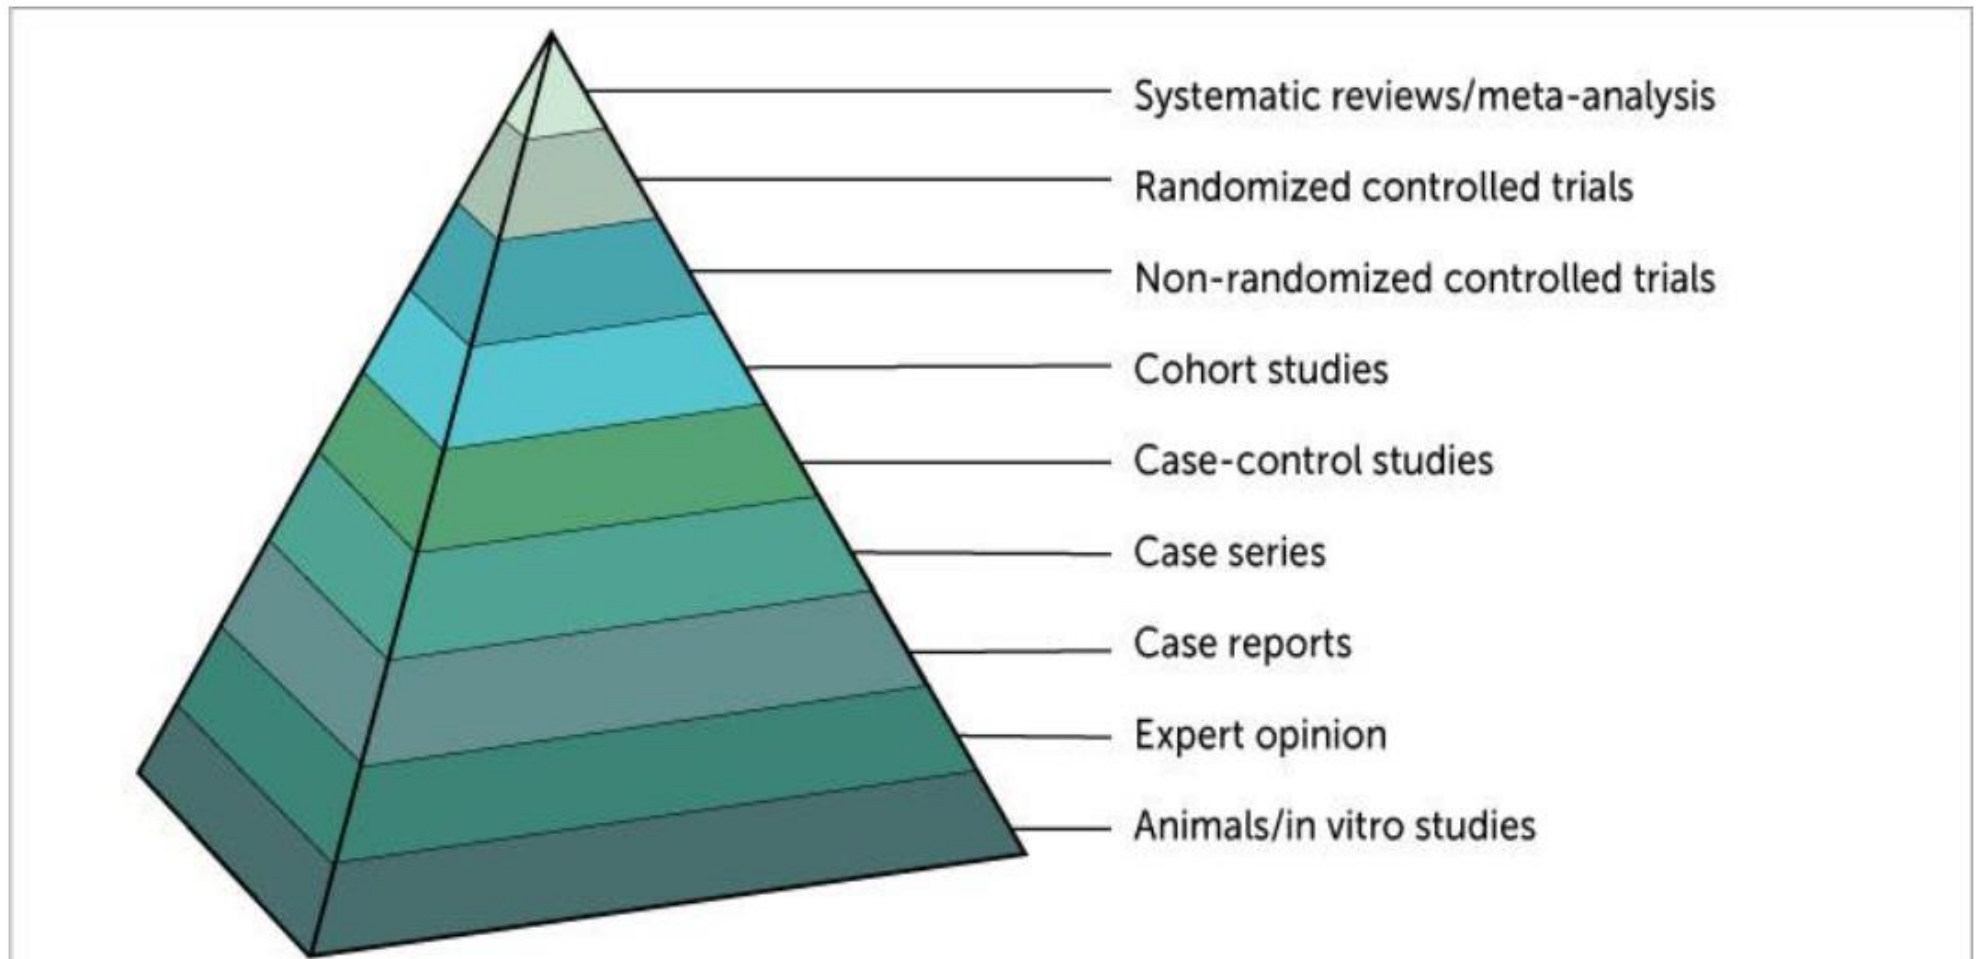 Systematic reviews/meta-analysis
Randomized controlled trials
Non-randomized controlled trials
Cohort studies
Case-control studies
Case series
Case reports
Expert opinion
Animals/in vitro studies